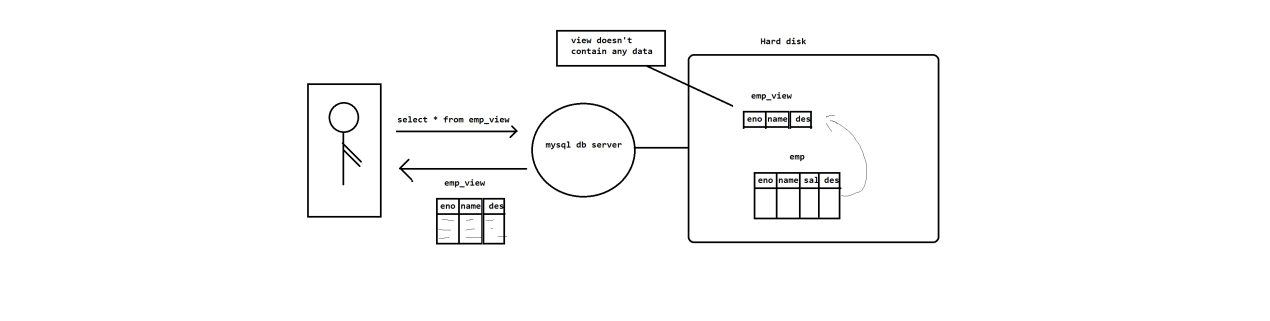 view doesn't
contain any data
Hard disk
emp_view
eno name des
select * from emp_view
mysql db server
emp
eno name sal des
emp_view
eno name des